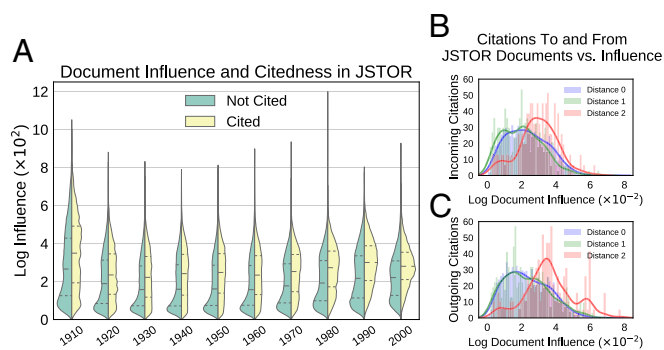 A
Document Influence and Citedness in JSTOR
Not Cited
Cited
Log Influence (×10²)
12
10
8
6
4
2
0
1910
1920
1930
1940
1950
1960
1970
1980
1990
2000
B
Citations To and From
JSTOR Documents vs. Influence
Incoming Citations
60
50
40
30
20
10
0
Distance 0
Distance 1
Distance 2
0
2
4
6
8
Log Document Influence (×10⁻²)
C
Outgoing Citations
60
50
40
30
20
10
0
Distance 0
Distance 1
Distance 2
0
2
4
6
8
Log Document Influence (×10⁻²)